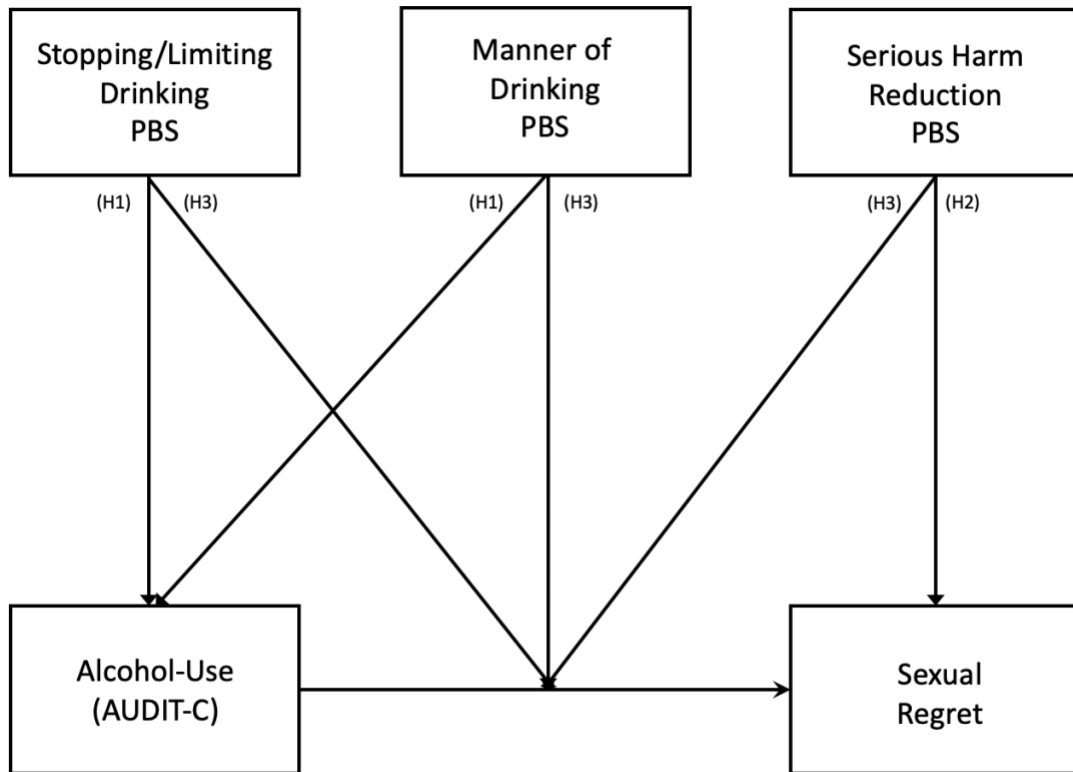 Stopping/Limiting
Drinking
PBS
Manner of
Drinking
PBS
Serious Harm
Reduction
PBS
(H1)
(H3)
(H1)
(H3)
(H3)
(H2)
Alcohol-Use
(AUDIT-C)
Sexual
Regret